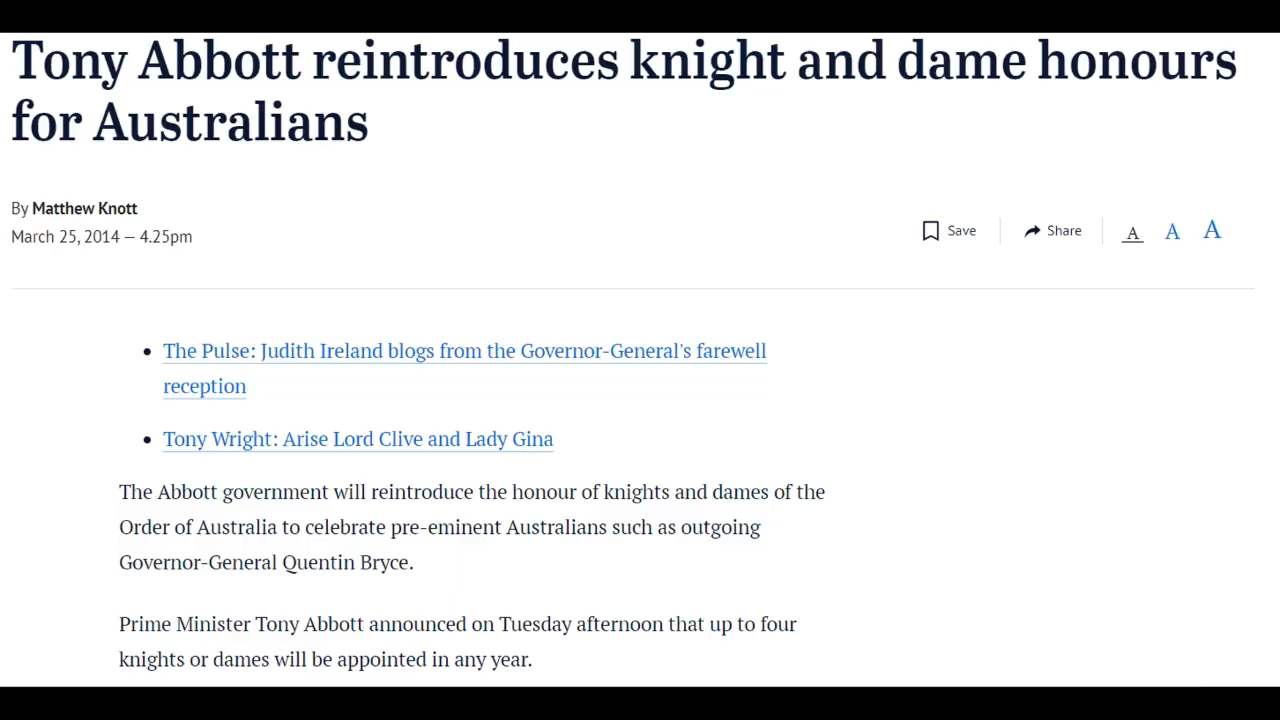 Tony Abbott reintroduces knight and dame honours
for Australians
By Matthew Knott
March 25, 2014 – 4.25pm
Save
Share
A
A
A
The Pulse: Judith Ireland blogs from the Governor-General's farewell
reception
Tony Wright: Arise Lord Clive and Lady Gina
The Abbott government will reintroduce the honour of knights and dames of the
Order of Australia to celebrate pre-eminent Australians such as outgoing
Governor-General Quentin Bryce.
Prime Minister Tony Abbott announced on Tuesday afternoon that up to four
knights or dames will be appointed in any year.